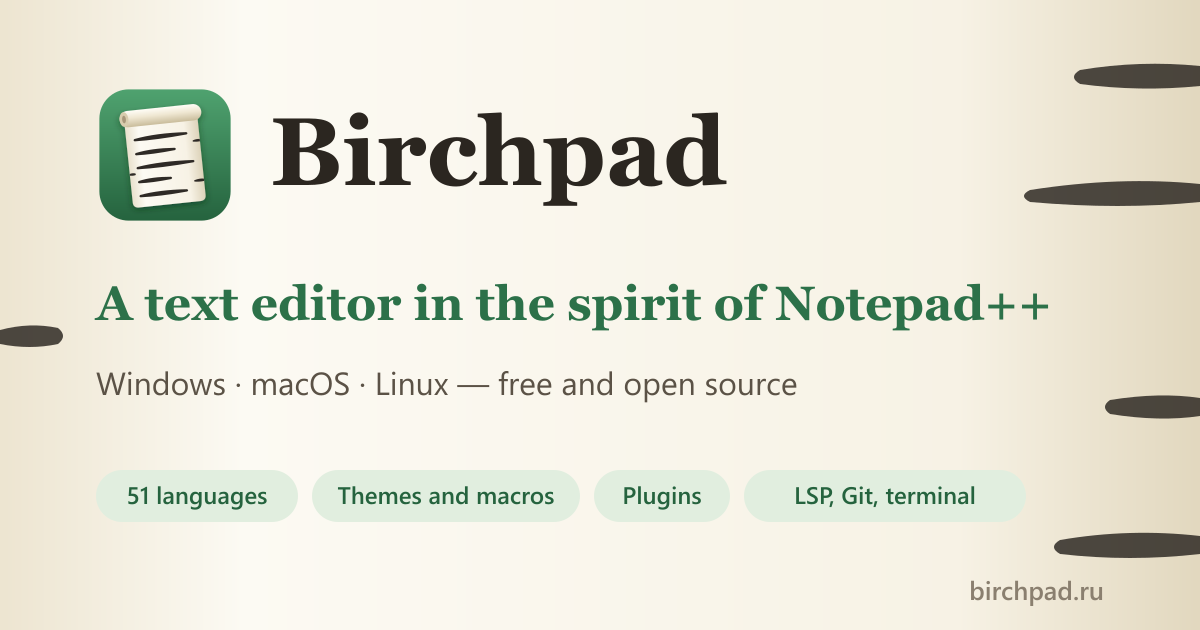 Birchpad
A text editor in the spirit of Notepad++
Windows · macOS · Linux — free and open source
51 languages
Themes and macros
Plugins
LSP, Git, terminal
birchpad.ru